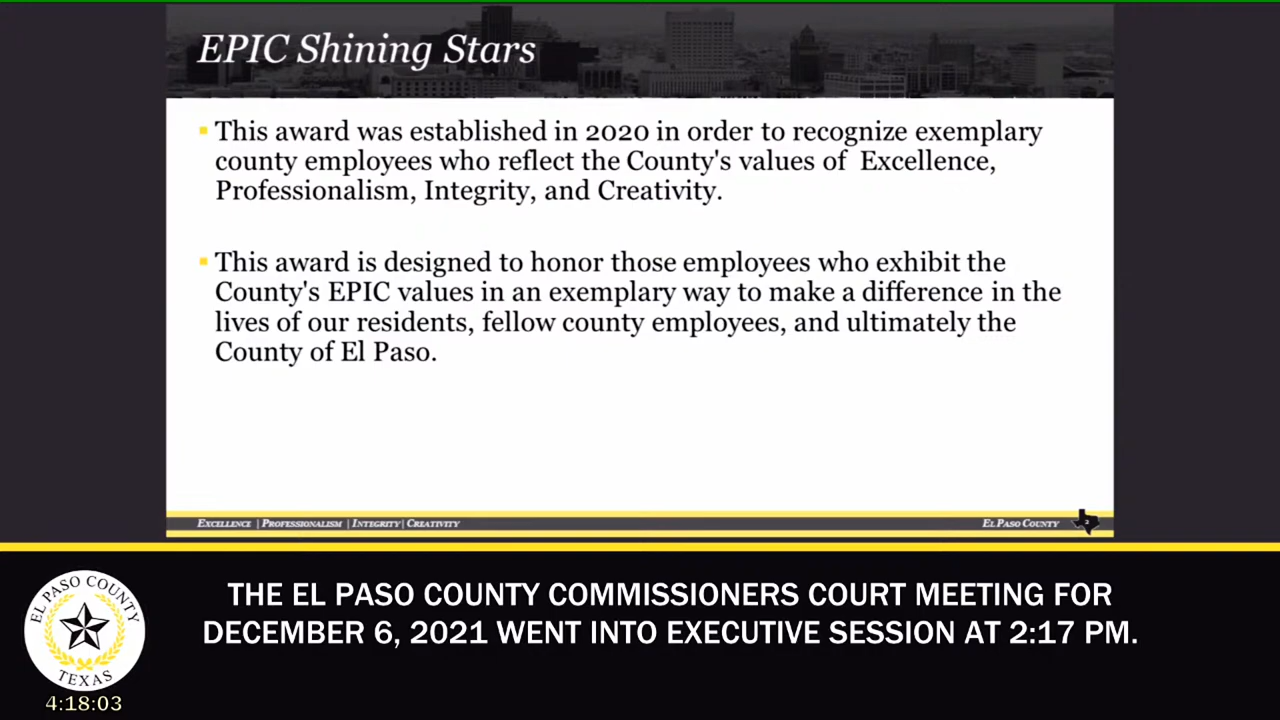 EPIC Shining Stars
▪ This award was established in 2020 in order to recognize exemplary
county employees who reflect the County's values of Excellence,
Professionalism, Integrity, and Creativity.
▪ This award is designed to honor those employees who exhibit the
County's EPIC values in an exemplary way to make a difference in the
lives of our residents, fellow county employees, and ultimately the
County of El Paso.
EXCELLENCE | PROFESSIONALISM | INTEGRITY | CREATIVITY
EL PASO COUNTY 2
THE EL PASO COUNTY COMMISSIONERS COURT MEETING FOR
DECEMBER 6, 2021 WENT INTO EXECUTIVE SESSION AT 2:17 PM.
EL PASO COUNTY
TEXAS
4:18:03